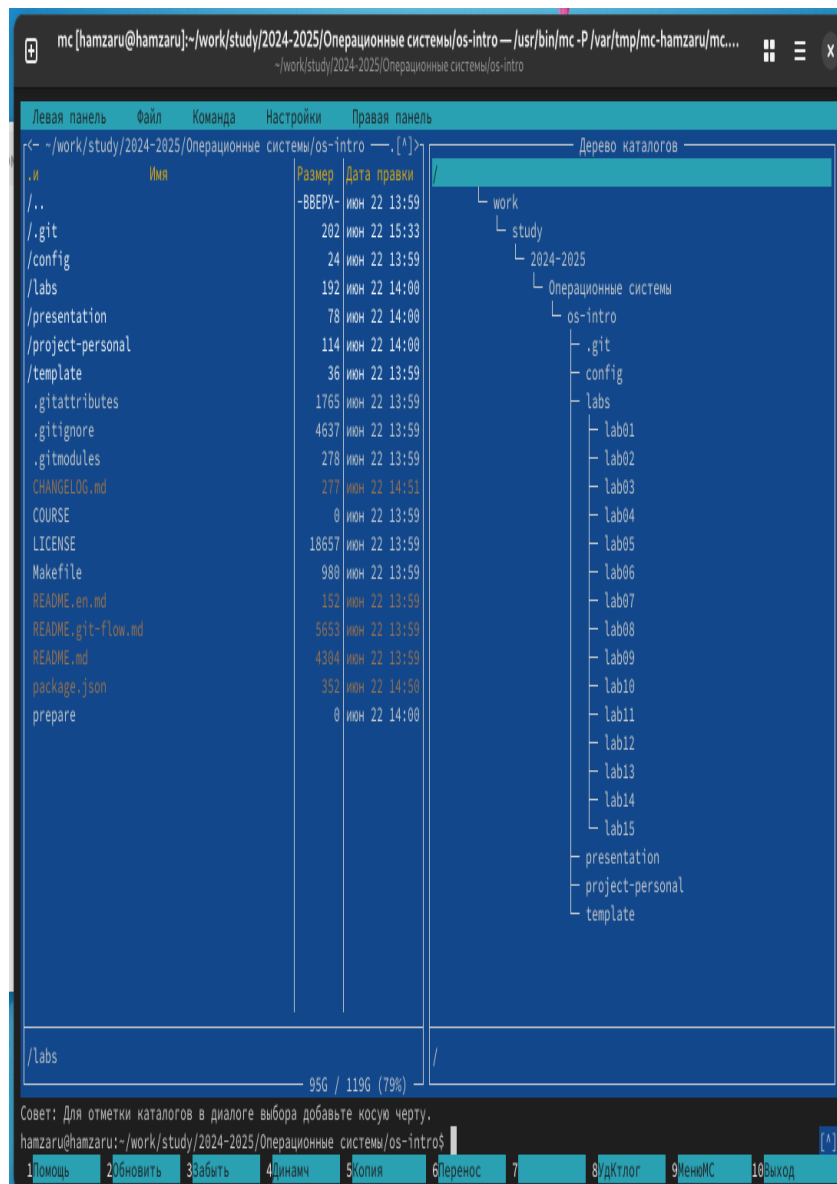 mc [hamzaru@hamzaru]:~/work/study/2024-2025/Операционные системы/os-intro — /usr/bin/mc -P /var/tmp/mc-hamzaru/mc....
~/work/study/2024-2025/Операционные системы/os-intro
Левая панель Файл Команда Настройки Правая панель
<— ~/work/study/2024-2025/Операционные системы/os-intro ——.[^]>
Дерево каталогов
.и Имя Размер Дата правки
/
/.. -ВВЕРХ- июн 22 13:59
└─ work
/.git 202 июн 22 15:33
└─ study
/config 24 июн 22 13:59
└─ 2024-2025
/labs 192 июн 22 14:00
└─ Операционные системы
/presentation 78 июн 22 14:00
└─ os-intro
/project-personal 114 июн 22 14:00
├─ .git
/template 36 июн 22 13:59
├─ config
.gitattributes 1765 июн 22 13:59
├─ labs
.gitignore 4637 июн 22 13:59
├─ lab01
.gitmodules 278 июн 22 13:59
├─ lab02
CHANGELOG.md 277 июн 22 14:51
├─ lab03
COURSE 0 июн 22 13:59
├─ lab04
LICENSE 18657 июн 22 13:59
├─ lab05
Makefile 980 июн 22 13:59
├─ lab06
README.en.md 152 июн 22 13:59
├─ lab07
README.git-flow.md 5653 июн 22 13:59
├─ lab08
README.md 4304 июн 22 13:59
├─ lab09
package.json 352 июн 22 14:50
├─ lab10
prepare 0 июн 22 14:00
├─ lab11
├─ lab12
├─ lab13
├─ lab14
└─ lab15
├─ presentation
├─ project-personal
└─ template
/labs
/
95G / 119G (79%)
Совет: Для отметки каталогов в диалоге выбора добавьте косую черту.
hamzaru@hamzaru:~/work/study/2024-2025/Операционные системы/os-intro$ [^]
1Помощь 2Обновить 3Забыть 4Динамч 5Копия 6Перенос 7 8УдКтлог 9МенюMC 10Выход